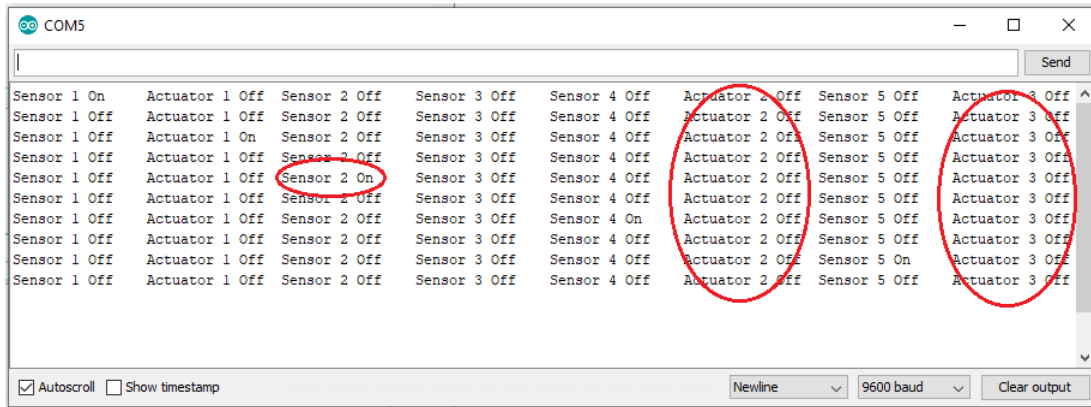 COM5
Send
Sensor 1 On Actuator 1 Off Sensor 2 Off Sensor 3 Off Sensor 4 Off Actuator 2 Off Sensor 5 Off Actuator 3 Off
Sensor 1 Off Actuator 1 Off Sensor 2 Off Sensor 3 Off Sensor 4 Off Actuator 2 Off Sensor 5 Off Actuator 3 Off
Sensor 1 Off Actuator 1 On Sensor 2 Off Sensor 3 Off Sensor 4 Off Actuator 2 Off Sensor 5 Off Actuator 3 Off
Sensor 1 Off Actuator 1 Off Sensor 2 Off Sensor 3 Off Sensor 4 Off Actuator 2 Off Sensor 5 Off Actuator 3 Off
Sensor 1 Off Actuator 1 Off Sensor 2 On Sensor 3 Off Sensor 4 Off Actuator 2 Off Sensor 5 Off Actuator 3 Off
Sensor 1 Off Actuator 1 Off Sensor 2 Off Sensor 3 Off Sensor 4 Off Actuator 2 Off Sensor 5 Off Actuator 3 Off
Sensor 1 Off Actuator 1 Off Sensor 2 Off Sensor 3 Off Sensor 4 On Actuator 2 Off Sensor 5 Off Actuator 3 Off
Sensor 1 Off Actuator 1 Off Sensor 2 Off Sensor 3 Off Sensor 4 Off Actuator 2 Off Sensor 5 Off Actuator 3 Off
Sensor 1 Off Actuator 1 Off Sensor 2 Off Sensor 3 Off Sensor 4 Off Actuator 2 Off Sensor 5 On Actuator 3 Off
Sensor 1 Off Actuator 1 Off Sensor 2 Off Sensor 3 Off Sensor 4 Off Actuator 2 Off Sensor 5 Off Actuator 3 Off
Autoscroll Show timestamp Newline 9600 baud Clear output